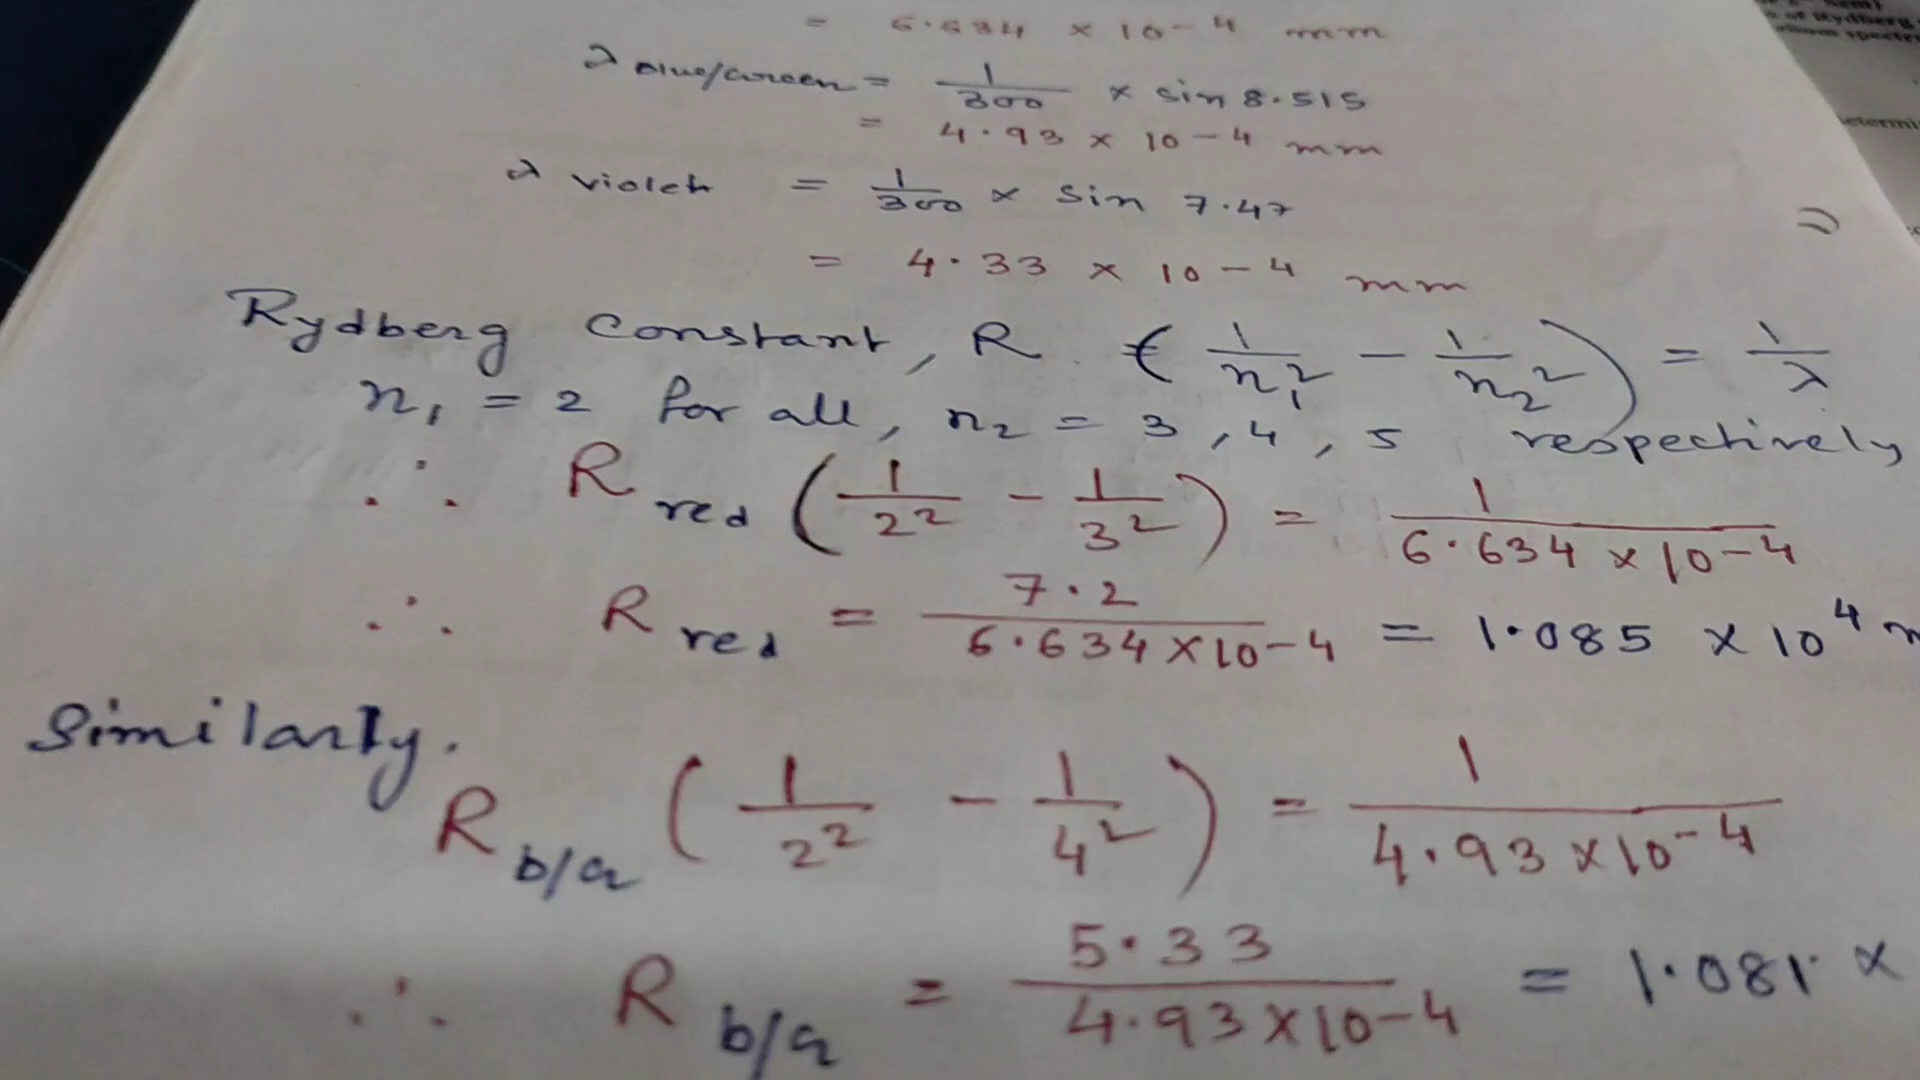 = 6.634 × 10-4 mm
λ blue/green = 1/300 × sin 8.515
= 4.93 × 10-4 mm
λ violet = 1/300 × sin 7.47
= 4.33 × 10-4 mm
Rydberg Constant, R (1/n₁² - 1/n₂²) = 1/λ
n₁ = 2 for all, n₂ = 3, 4, 5 respectively
∴ R red (1/2² - 1/3²) = 1/6.634 × 10-4
∴ R red = 7.2/6.634 × 10-4 = 1.085 × 10⁴
Similarly.
R b/G (1/2² - 1/4²) = 1/4.93 × 10-4
∴ R b/G = 5.33/4.93 × 10-4 = 1.081 ×